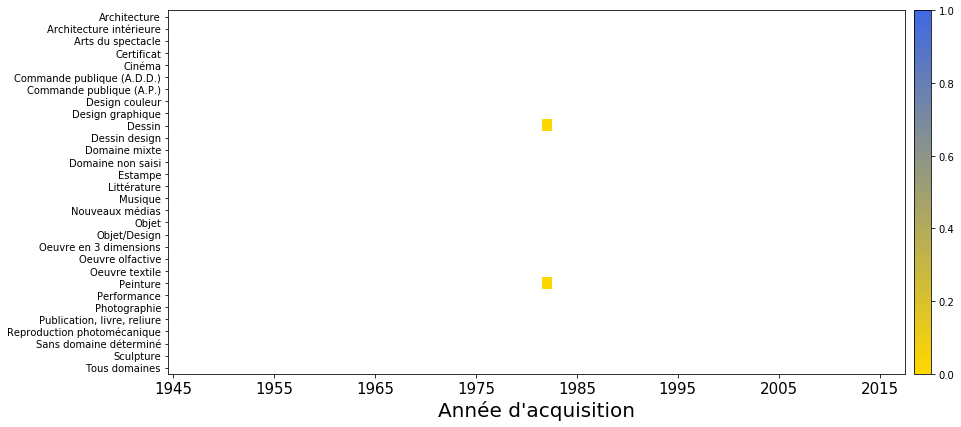 Architecture
Architecture intérieure
Arts du spectacle
Certificat
Cinéma
Commande publique (A.D.D.)
Commande publique (A.P.)
Design couleur
Design graphique
Dessin
Dessin design
Domaine mixte
Domaine non saisi
Estampe
Littérature
Musique
Nouveaux médias
Objet
Objet/Design
Oeuvre en 3 dimensions
Oeuvre olfactive
Oeuvre textile
Peinture
Performance
Photographie
Publication, livre, reliure
Reproduction photomécanique
Sans domaine déterminé
Sculpture
Tous domaines
1945 1955 1965 1975 1985 1995 2005 2015
Année d'acquisition
1.0
0.8
0.6
0.4
0.2
0.0